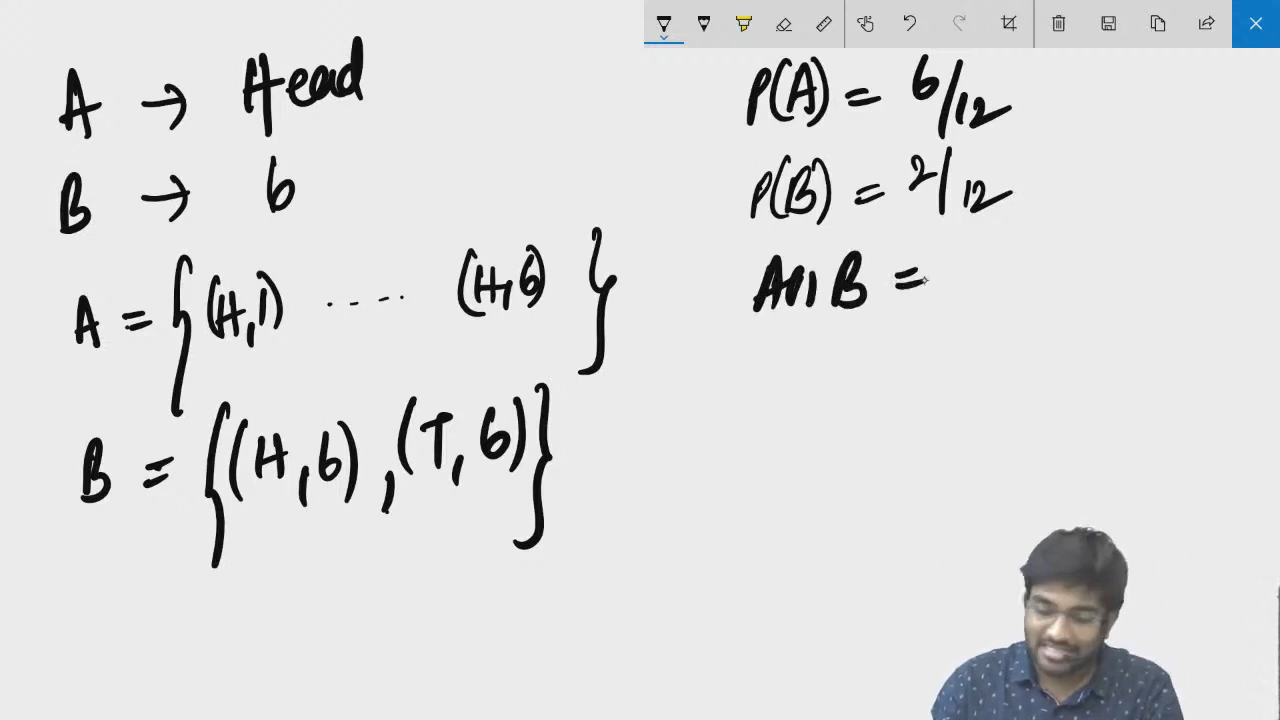 A → Head
B → 6
A = {(H,1) ---- (H,6)}
B = {(H,6),(T,6)}
P(A) = 6/12
P(B) = 2/12
A∩B =